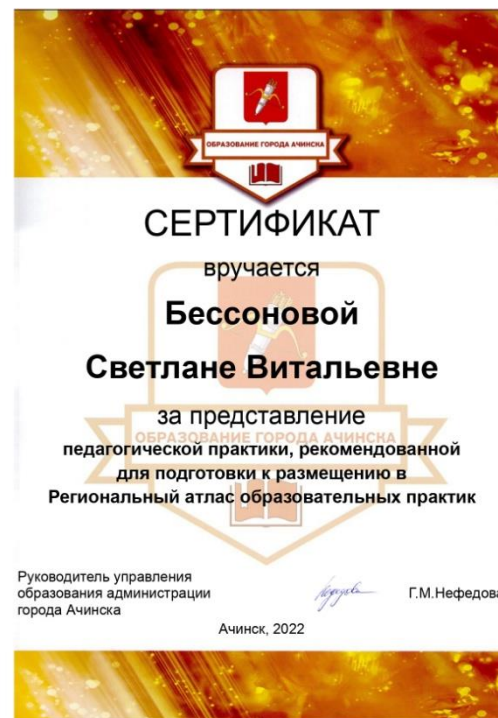 ОБРАЗОВАНИЕ ГОРОДА АЧИНСКА
СЕРТИФИКАТ
вручается
Бессоновой
Светлане Витальевне
за представление
ОБРАЗОВАНИЕ ГОРОДА АЧИНСКА
педагогической практики, рекомендованной
для подготовки к размещению в
Региональный атлас образовательных практик
Руководитель управления
образования администрации
города Ачинска
Г.М.Нефедова
Ачинск, 2022